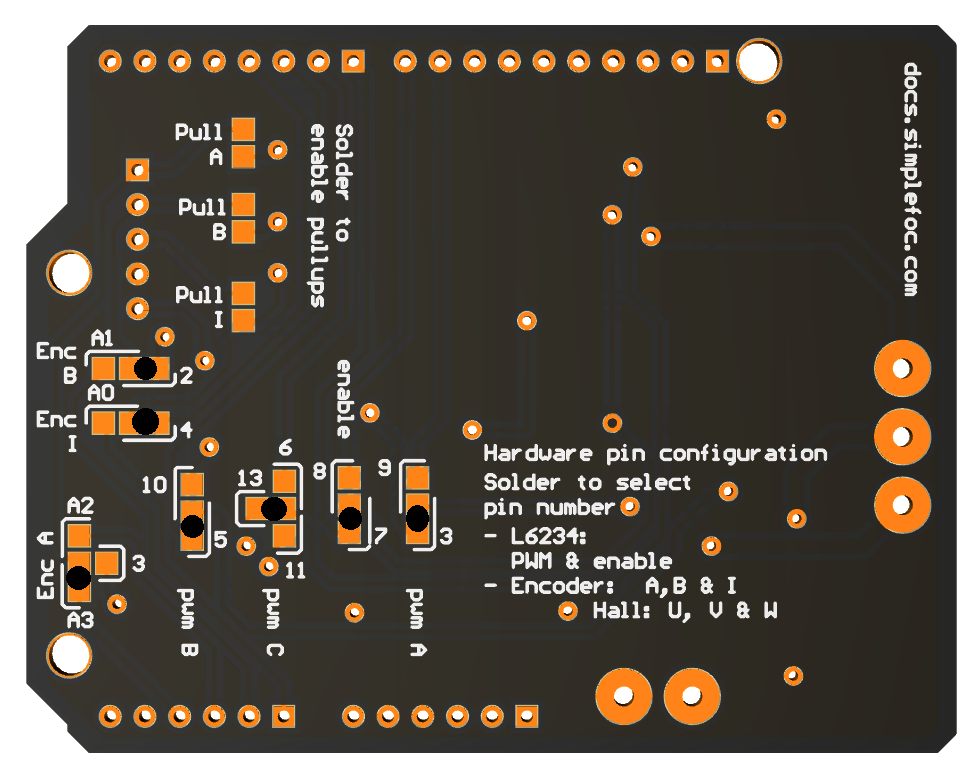 docs.simplefoc.com
Pull
A
Pull
B
Pull
I
Solder to
enable pullups
A1
Enc
B
2
A0
Enc
I
4
enable
6
10
13
8
9
5
11
7
3
A2
A
Enc
3
A3
pwm B
pwm C
pwm A
Hardware pin configuration
Solder to select
pin number
- L6234:
PWM & enable
- Encoder: A,B & I
Hall: U, V & W